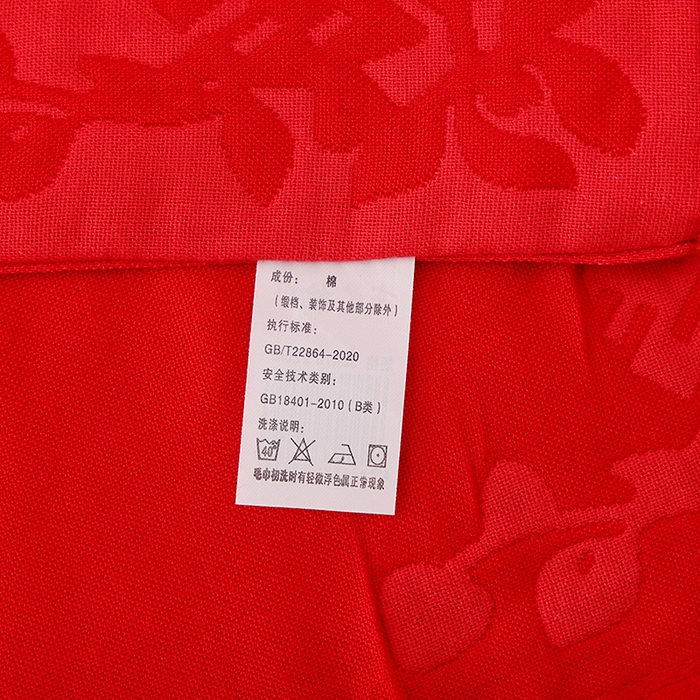 成份： 棉
（缎档、装饰及其他部分除外）
执行标准：
GB/T22864-2020
安全技术类别：
GB18401-2010（B类）
洗涤说明：
40°
毛巾初洗时有轻微浮色属正常现象